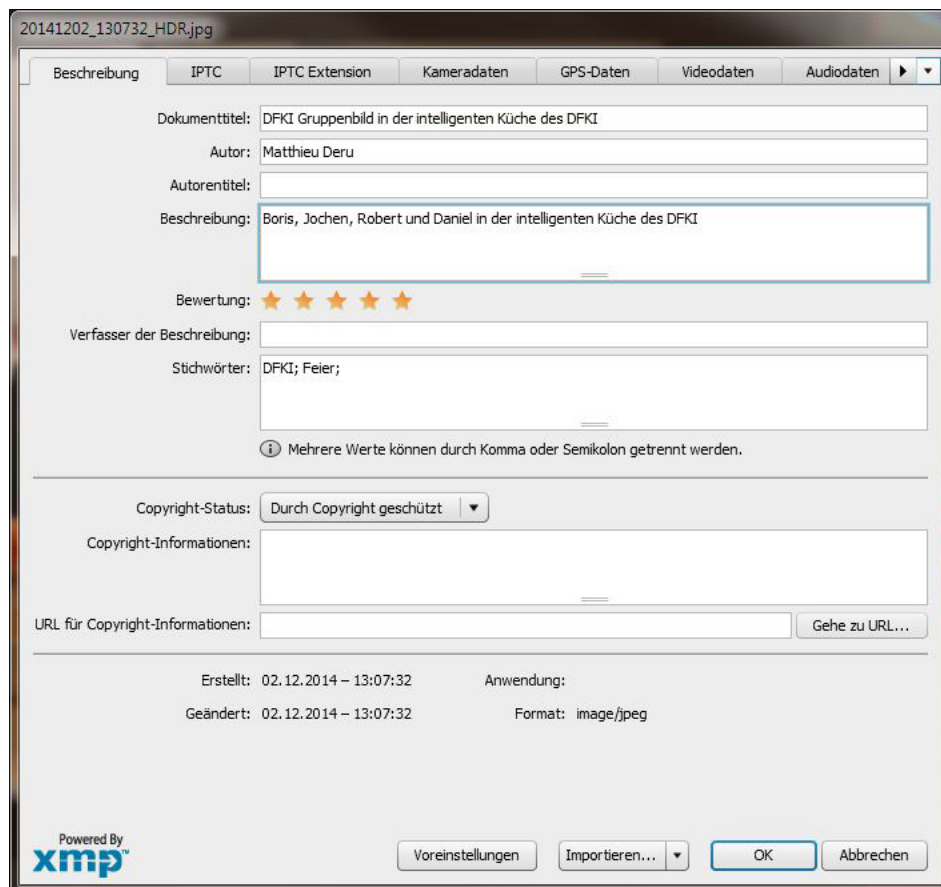 20141202_130732_HDR.jpg
Beschreibung IPTC IPTC Extension Kameradaten GPS-Daten Videodaten Audiodaten
Dokumenttitel: DFKI Gruppenbild in der intelligenten Küche des DFKI
Autor: Matthieu Deru
Autorentitel:
Beschreibung: Boris, Jochen, Robert und Daniel in der intelligenten Küche des DFKI
Bewertung:
Verfasser der Beschreibung:
Stichwörter: DFKI; Feier;
Mehrere Werte können durch Komma oder Semikolon getrennt werden.
Copyright-Status: Durch Copyright geschützt
Copyright-Informationen:
URL für Copyright-Informationen: Gehe zu URL...
Erstellt: 02.12.2014 – 13:07:32 Anwendung:
Geändert: 02.12.2014 – 13:07:32 Format: image/jpeg
Powered By
xmp™ Voreinstellungen Importieren... OK Abbrechen